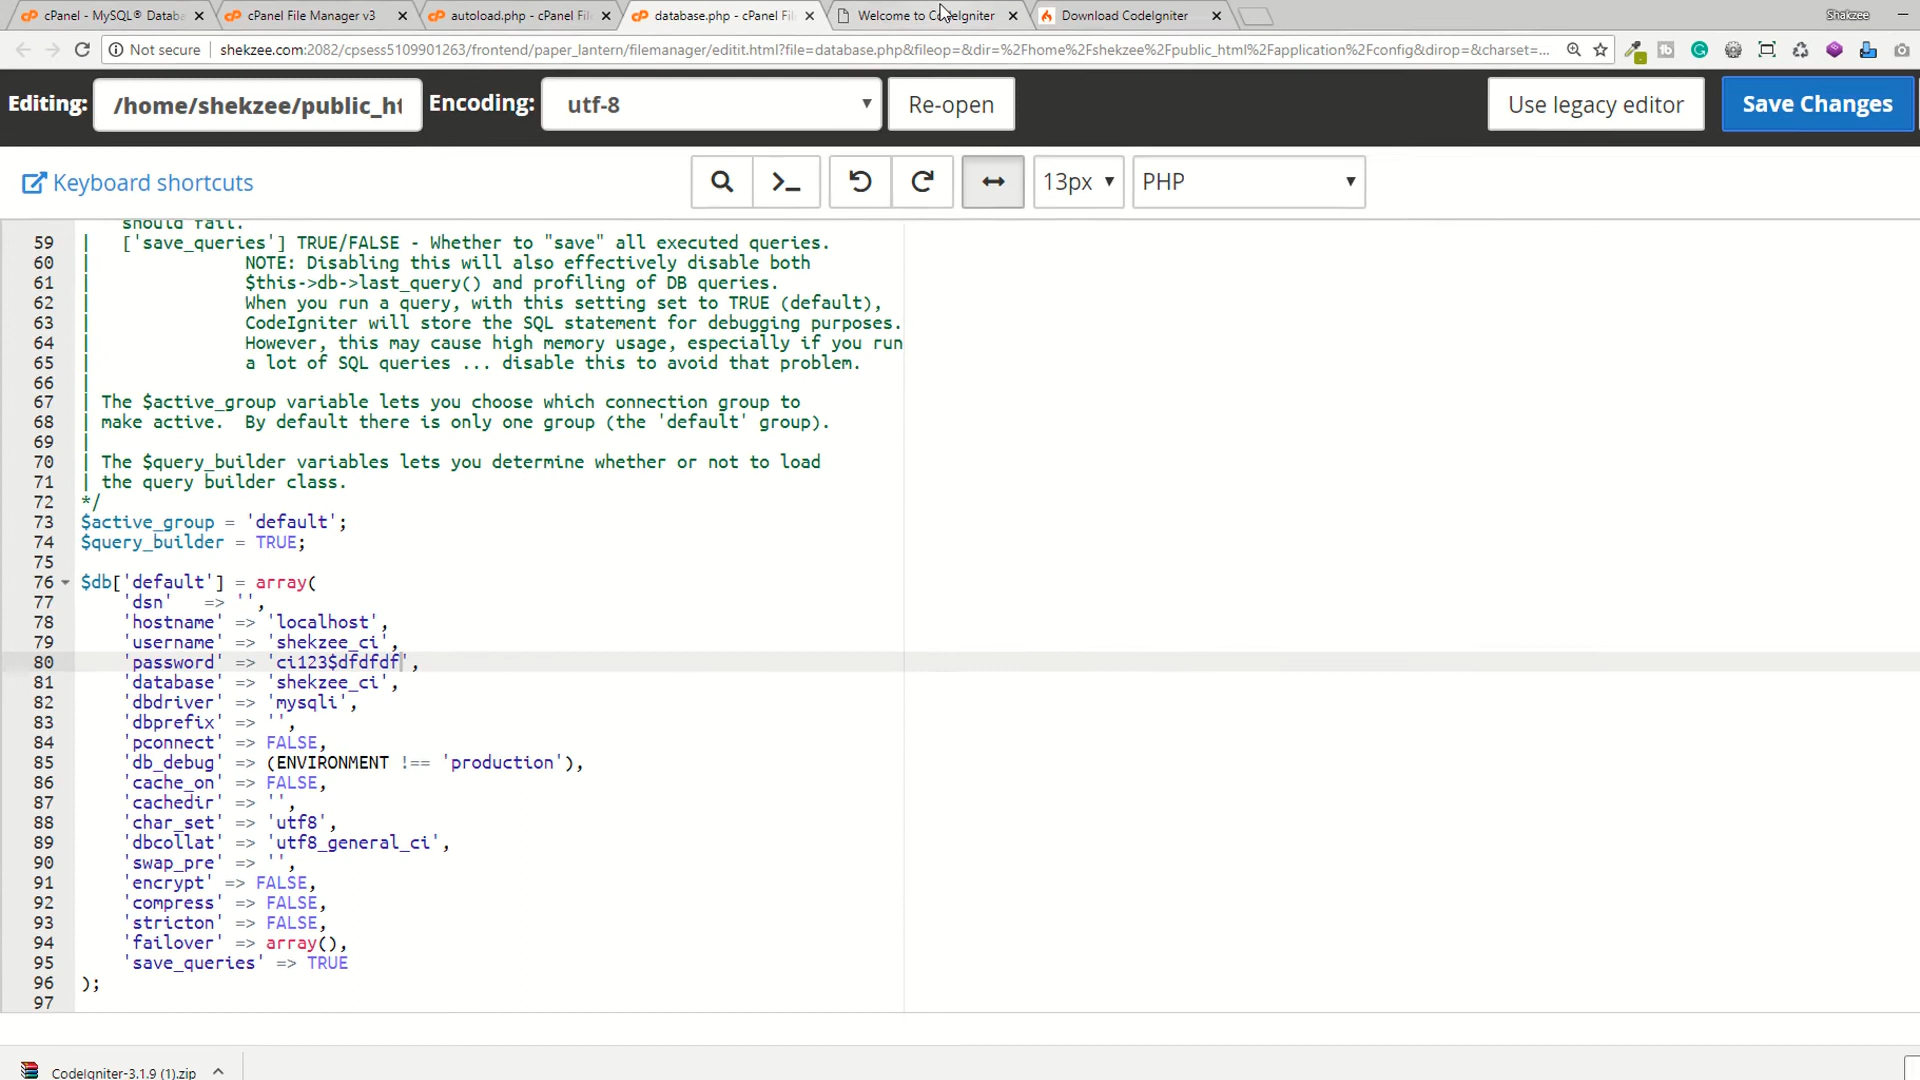 cPanel - MySQL® Databa
cPanel File Manager v3
autoload.php - cPanel Fil
database.php - cPanel Fi
Welcome to CodeIgniter
Download CodeIgniter
Shakzee
Not secure
shekzee.com:2082/cpsess5109901263/frontend/paper_lantern/filemanager/editit.html?file=database.php&fileop=&dir=%2Fhome%2Fshekzee%2Fpublic_html%2Fapplication%2Fconfig&dirop=&charset=...
Editing: /home/shekzee/public_ht Encoding: utf-8 Re-open Use legacy editor Save Changes
Keyboard shortcuts 13px PHP
should fail.
59 | ['save_queries'] TRUE/FALSE - Whether to "save" all executed queries.
60 | NOTE: Disabling this will also effectively disable both
61 | $this->db->last_query() and profiling of DB queries.
62 | When you run a query, with this setting set to TRUE (default),
63 | CodeIgniter will store the SQL statement for debugging purposes.
64 | However, this may cause high memory usage, especially if you run
65 | a lot of SQL queries ... disable this to avoid that problem.
66 |
67 | The $active_group variable lets you choose which connection group to
68 | make active.  By default there is only one group (the 'default' group).
69 |
70 | The $query_builder variables lets you determine whether or not to load
71 | the query builder class.
72 */
73 $active_group = 'default';
74 $query_builder = TRUE;
75
76 $db['default'] = array(
77 'dsn' => '',
78 'hostname' => 'localhost',
79 'username' => 'shekzee_ci',
80 'password' => 'ci123$dfdfdf',
81 'database' => 'shekzee_ci',
82 'dbdriver' => 'mysqli',
83 'dbprefix' => '',
84 'pconnect' => FALSE,
85 'db_debug' => (ENVIRONMENT !== 'production'),
86 'cache_on' => FALSE,
87 'cachedir' => '',
88 'char_set' => 'utf8',
89 'dbcollat' => 'utf8_general_ci',
90 'swap_pre' => '',
91 'encrypt' => FALSE,
92 'compress' => FALSE,
93 'stricton' => FALSE,
94 'failover' => array(),
95 'save_queries' => TRUE
96 );
97
CodeIgniter-3.1.9 (1).zip